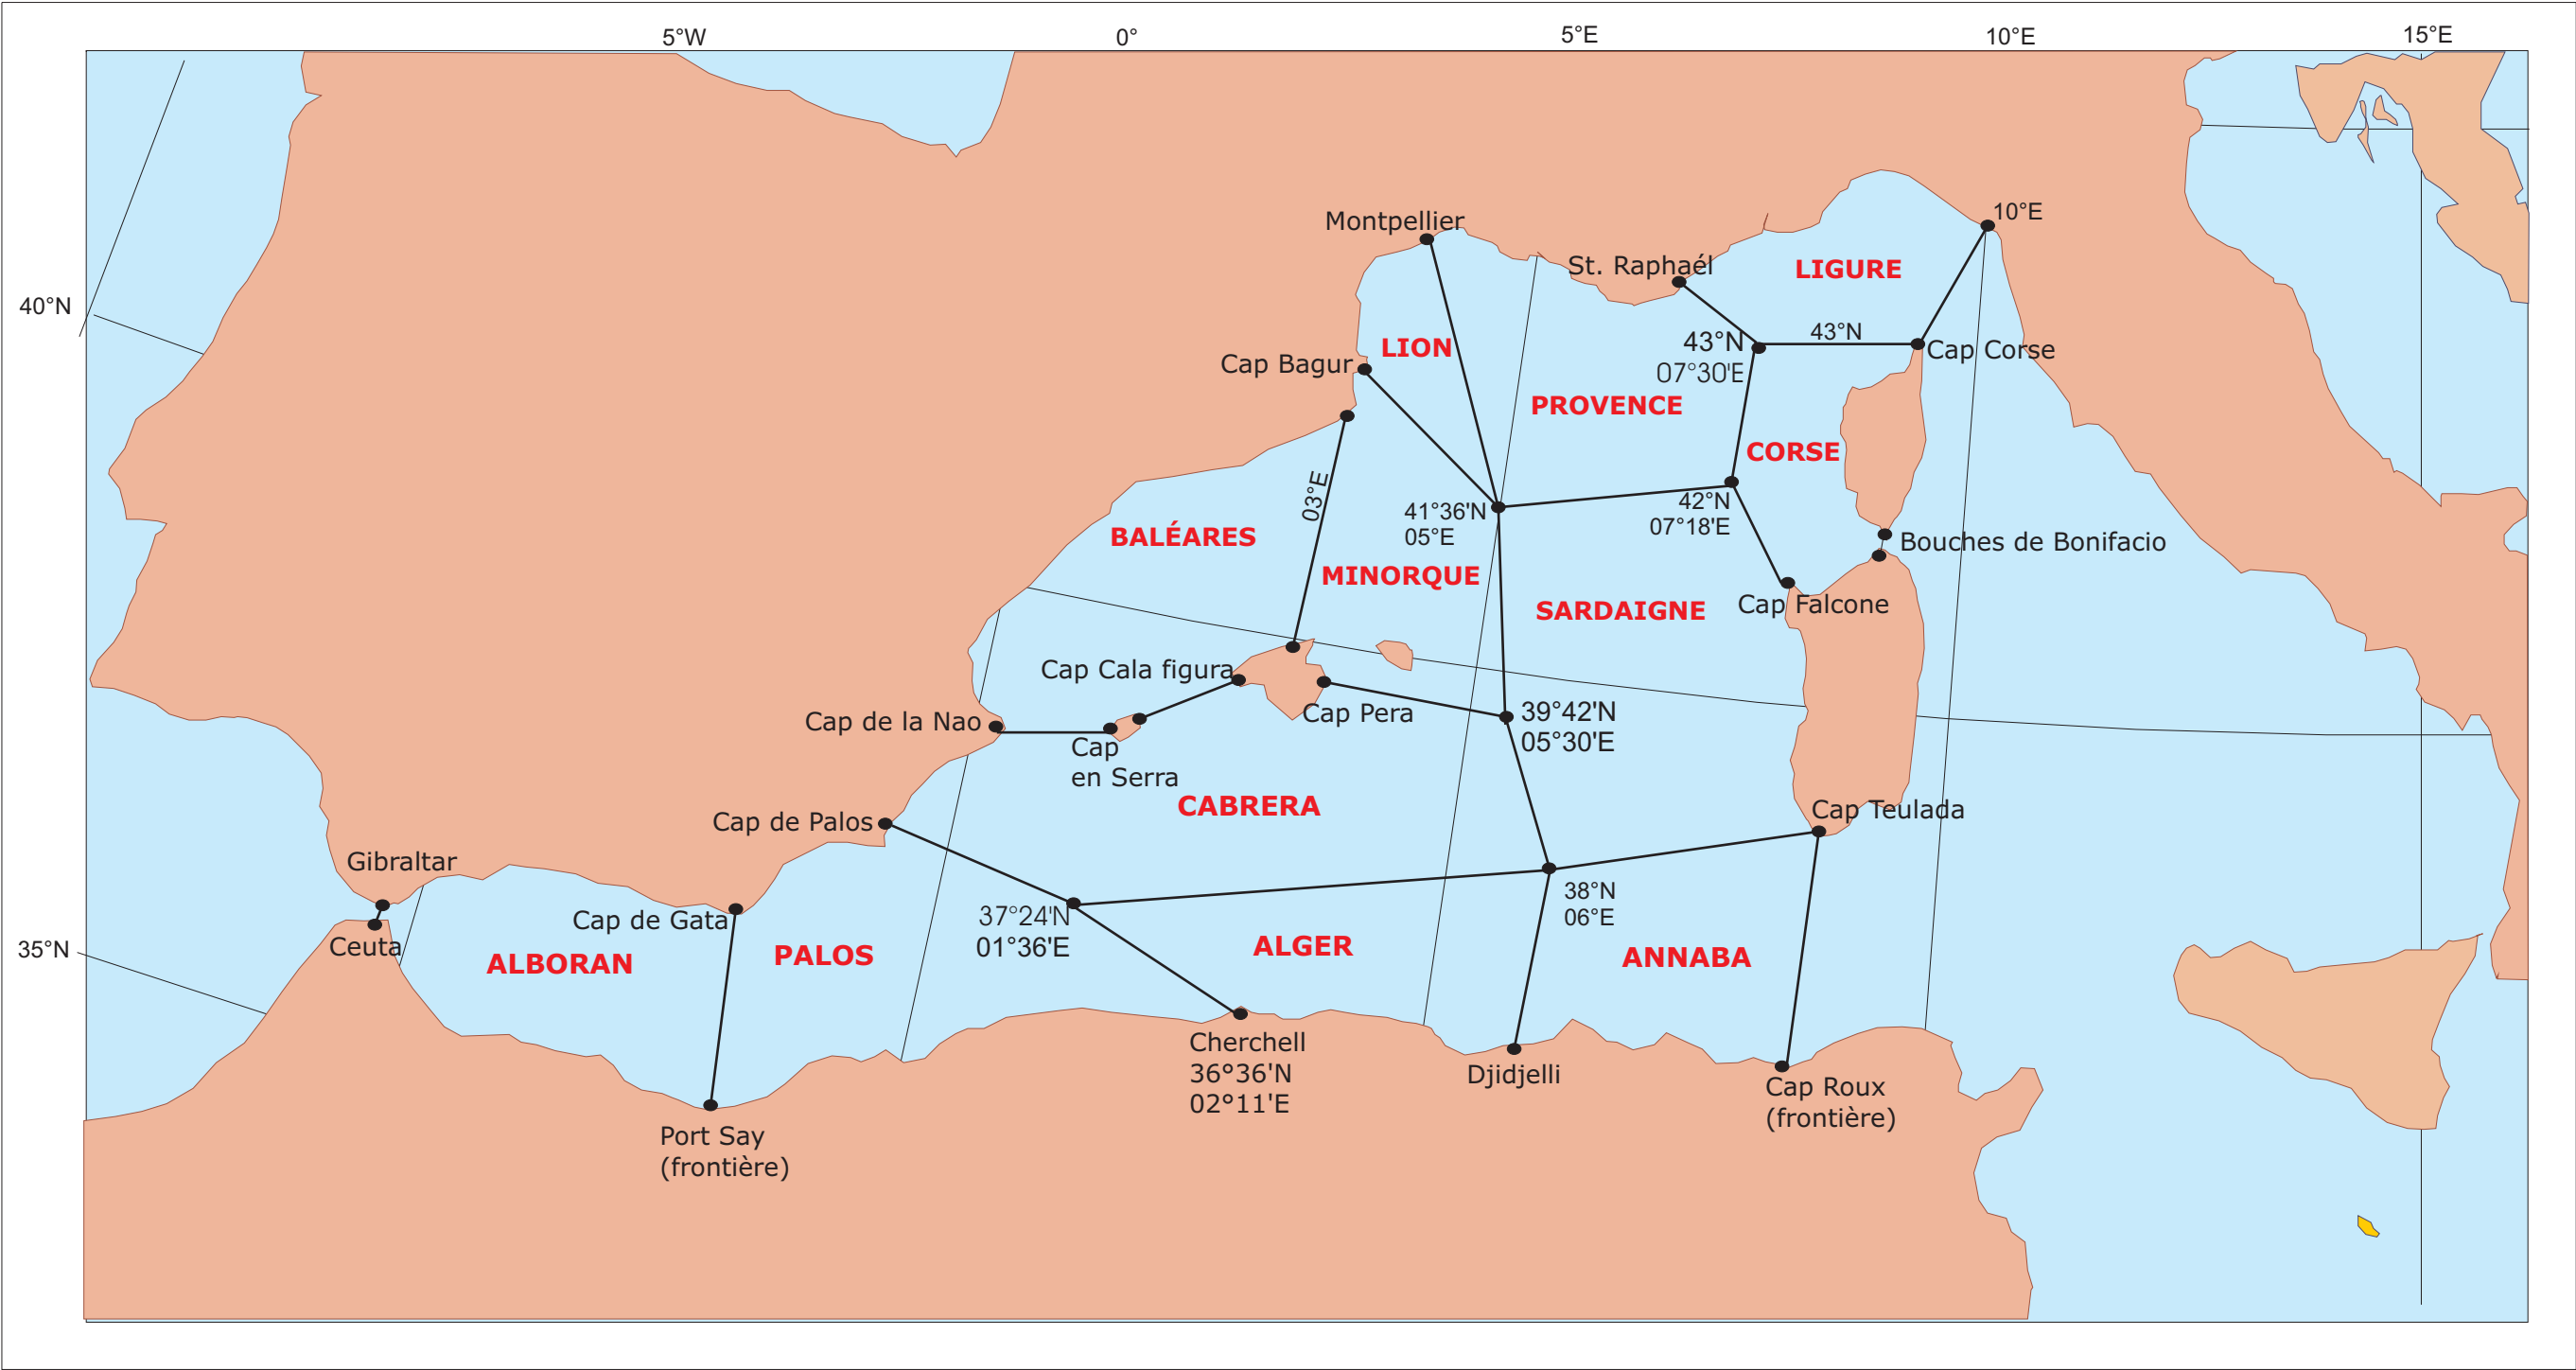 5°W
0°
5°E
10°E
15°E
10°E
Montpellier
St. Raphaél
LIGURE
40°N
43°N
43°N
07°30'E
LION
Cap Corse
Cap Bagur
PROVENCE
CORSE
03°E
41°36'N
05°E
42°N
07°18'E
BALÉARES
Bouches de Bonifacio
MINORQUE
SARDAIGNE
Cap Falcone
Cap Cala figura
Cap de la Nao
Cap Pera
39°42'N
05°30'E
Cap
en Serra
CABRERA
Cap de Palos
Cap Teulada
Gibraltar
38°N
06°E
Cap de Gata
37°24'N
01°36'E
35°N
Ceuta
ALBORAN
PALOS
ALGER
ANNABA
Cherchell
36°36'N
02°11'E
Djidjelli
Cap Roux
(frontière)
Port Say
(frontière)